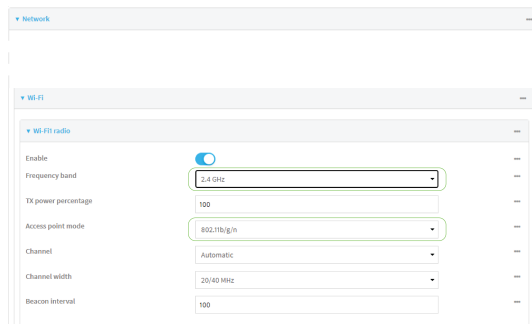 Network
Wi-Fi
Wi-Fi1 radio
Enable
Frequency band 2.4 GHz
TX power percentage 100
Access point mode 802.11b/g/n
Channel Automatic
Channel width 20/40 MHz
Beacon interval 100